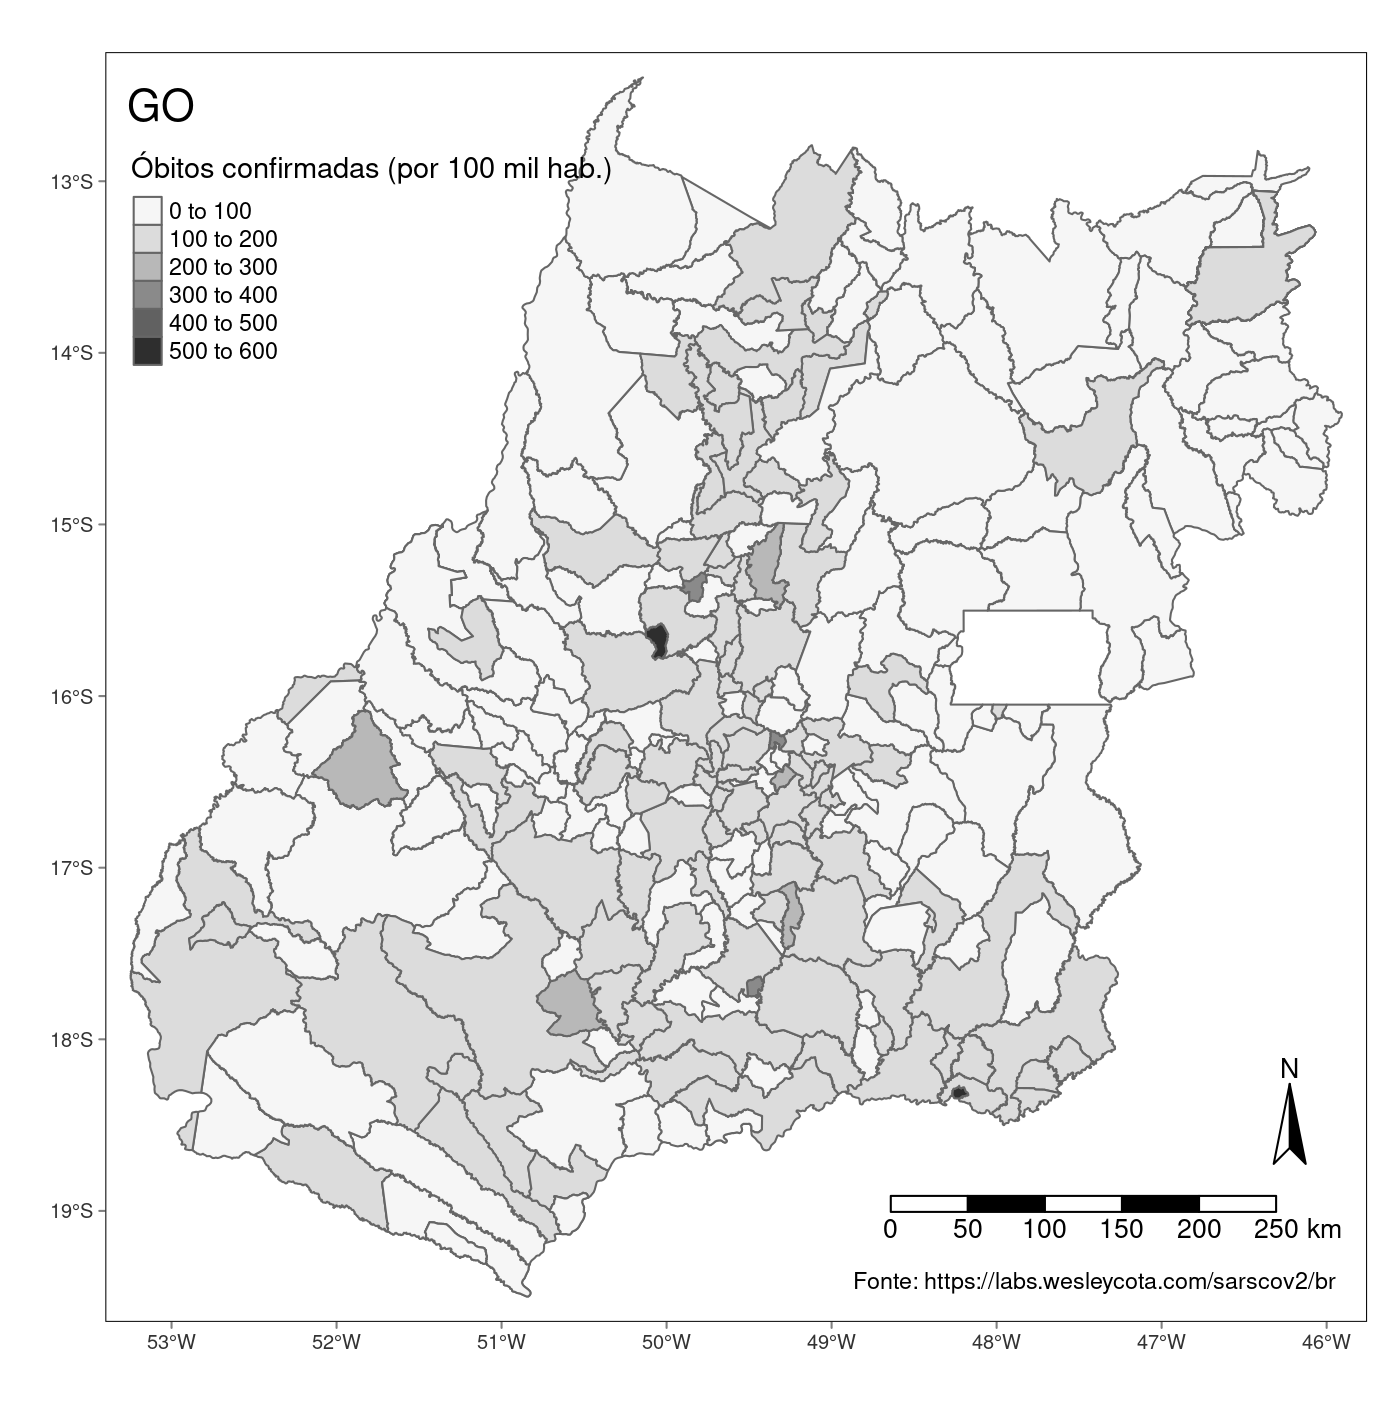 GO
Óbitos confirmadas (por 100 mil hab.)
0 to 100
100 to 200
200 to 300
300 to 400
400 to 500
500 to 600
13°S
14°S
15°S
16°S
17°S
18°S
19°S
N
0 50 100 150 200 250 km
Fonte: https://labs.wesleycota.com/sarscov2/br
53°W 52°W 51°W 50°W 49°W 48°W 47°W 46°W